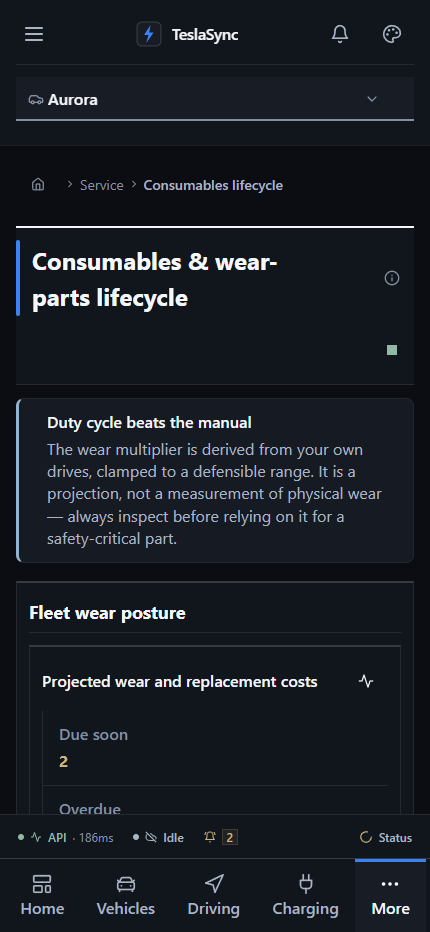 TeslaSync
Aurora
Service
Consumables lifecycle
Consumables & wear-
parts lifecycle
Duty cycle beats the manual
The wear multiplier is derived from your own
drives, clamped to a defensible range. It is a
projection, not a measurement of physical wear
— always inspect before relying on it for a
safety-critical part.
Fleet wear posture
Projected wear and replacement costs
Due soon
2
Overdue
API · 186ms
Idle
2
Status
Home
Vehicles
Driving
Charging
More